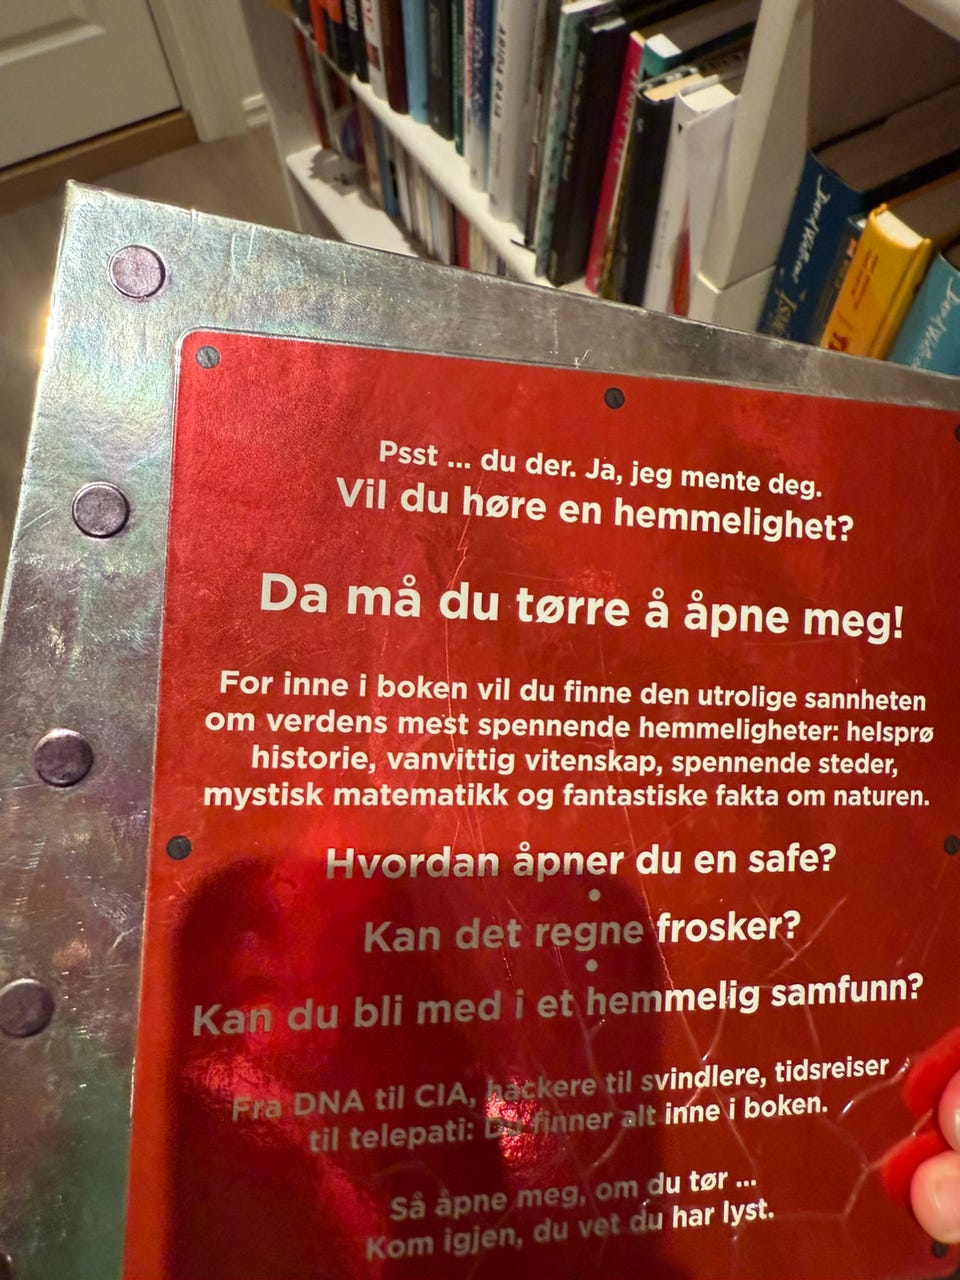 Psst ... du der. Ja, jeg mente deg.
Vil du høre en hemmelighet?
Da må du tørre å åpne meg!
For inne i boken vil du finne den utrolige sannheten
om verdens mest spennende hemmeligheter: helsprø
historie, vanvittig vitenskap, spennende steder,
mystisk matematikk og fantastiske fakta om naturen.
Hvordan åpner du en safe?
•
Kan det regne frosker?
•
Kan du bli med i et hemmelig samfunn?
Fra DNA til CIA, hackere til svindlere, tidsreiser
til telepati: Du finner alt inne i boken.
Så åpne meg, om du tør ...
Kom igjen, du vet du har lyst.